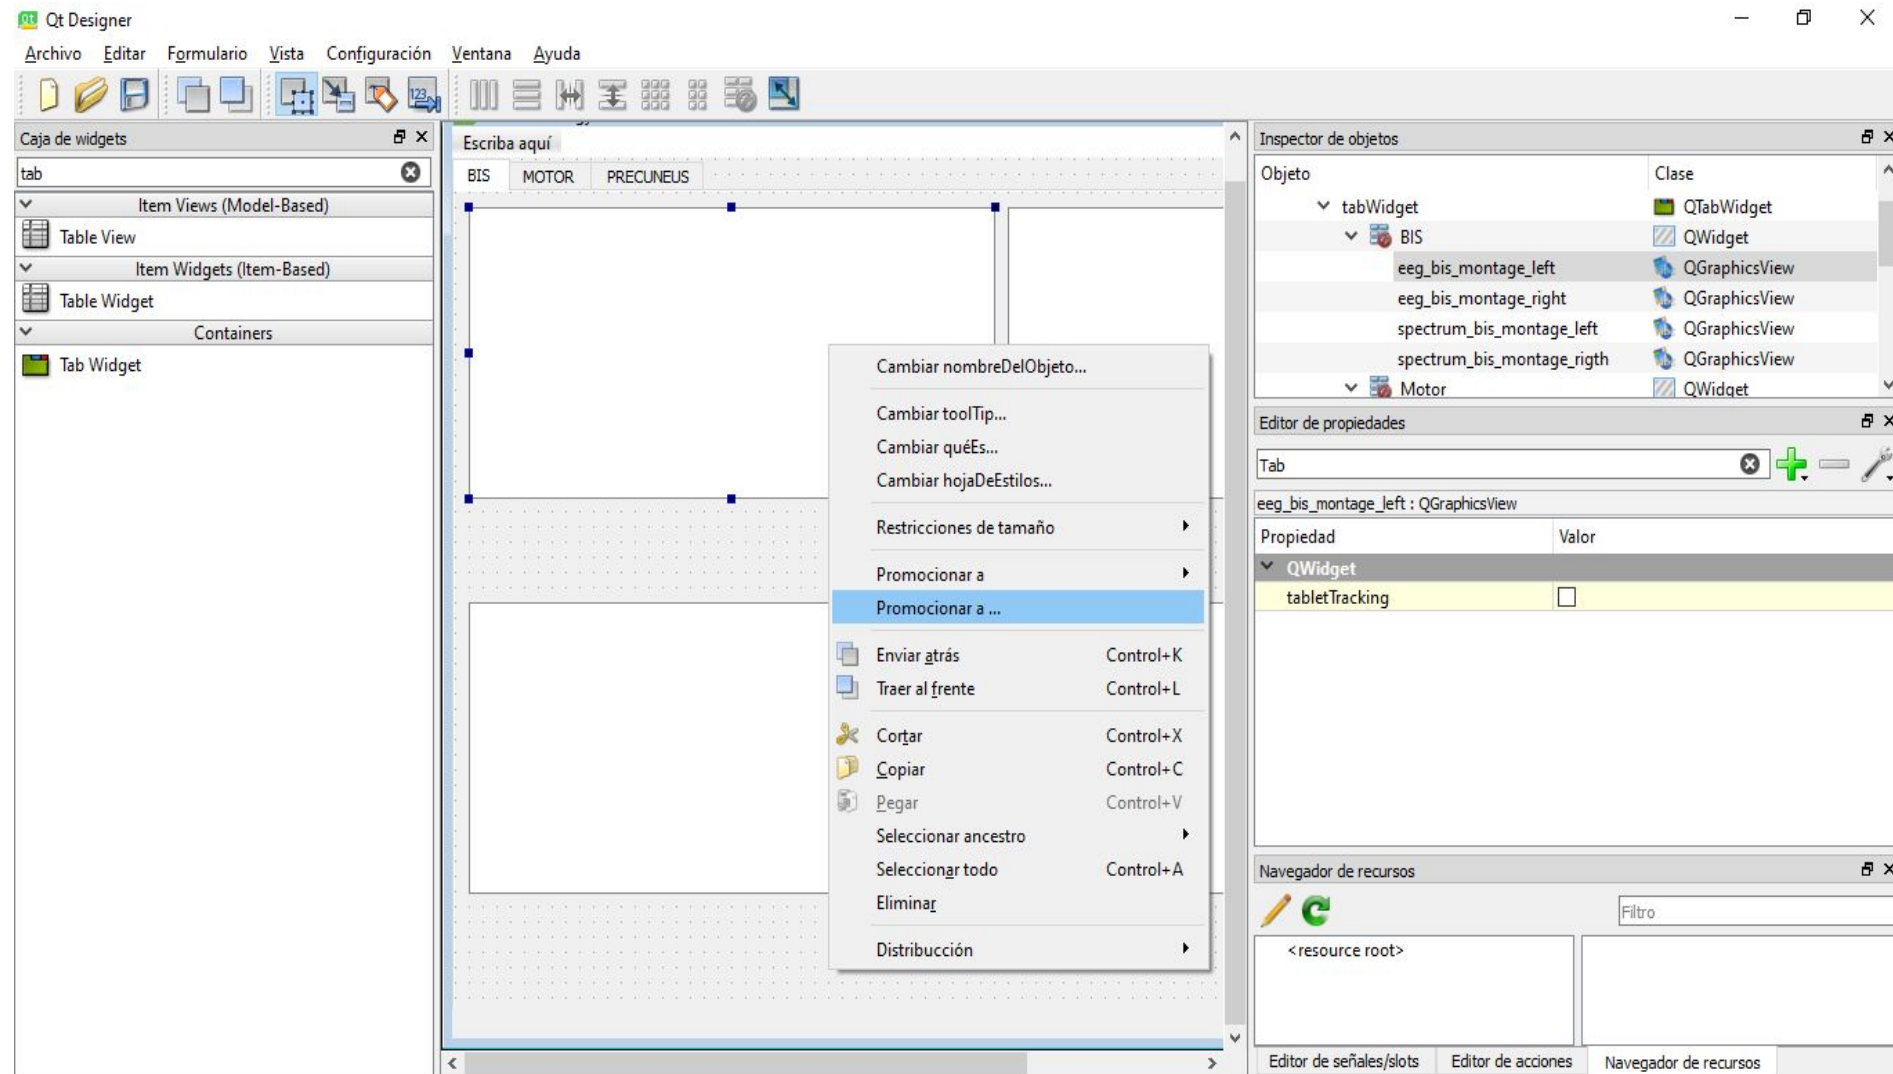 Qt Designer
Archivo Editar Formulario Vista Configuración Ventana Ayuda
Caja de widgets
tab
Item Views (Model-Based)
Table View
Item Widgets (Item-Based)
Table Widget
Containers
Tab Widget
Escriba aquí
BIS MOTOR PRECUNEUS
Cambiar nombreDelObjeto...
Cambiar toolTip...
Cambiar quéEs...
Cambiar hojaDeEstilos...
Restricciones de tamaño
Promocionar a
Promocionar a ...
Enviar atrás Control+K
Traer al frente Control+L
Cortar Control+X
Copiar Control+C
Pegar Control+V
Seleccionar ancestro
Seleccionar todo Control+A
Eliminar
Distribucción
Inspector de objetos
Objeto Clase
tabWidget QTabWidget
BIS QWidget
eeg_bis_montage_left QGraphicsView
eeg_bis_montage_right QGraphicsView
spectrum_bis_montage_left QGraphicsView
spectrum_bis_montage_rigth QGraphicsView
Motor QWidget
Editor de propiedades
Tab
eeg_bis_montage_left : QGraphicsView
Propiedad Valor
QWidget
tabletTracking
Navegador de recursos
Filtro
<resource root>
Editor de señales/slots Editor de acciones Navegador de recursos